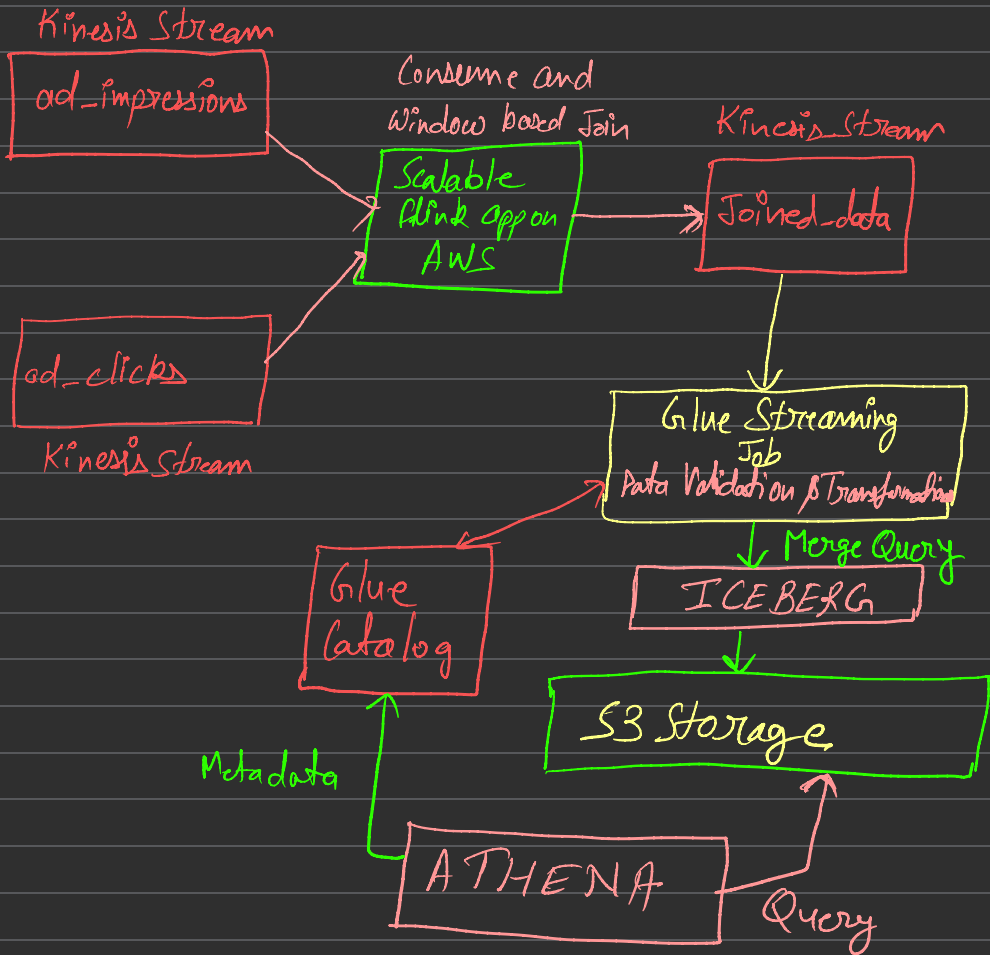 Kinesis Stream
ad_impressions
Consume and
Window based Join
Kinesis Stream
Scalable
flink app on
AWS
Joined_data
ad_clicks
Kinesis Stream
Glue Streaming
Job
Data Validation & Transformation
Merge Query
ICEBERG
Glue
Catalog
S3 Storage
Metadata
ATHENA
Query